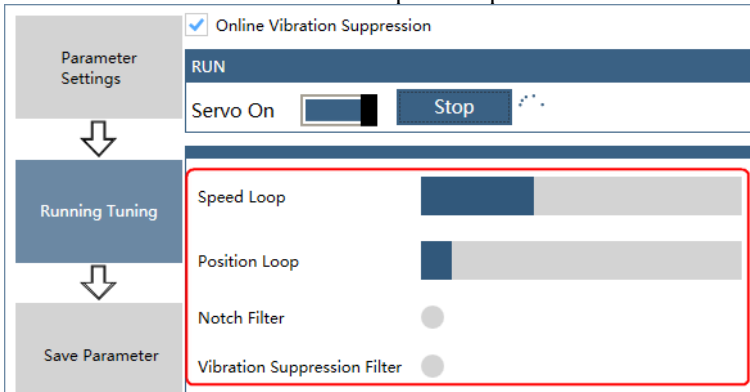 Online Vibration Suppression
Parameter
Settings
RUN
Servo On
Stop
Running Tuning
Speed Loop
Position Loop
Notch Filter
Save Parameter
Vibration Suppression Filter